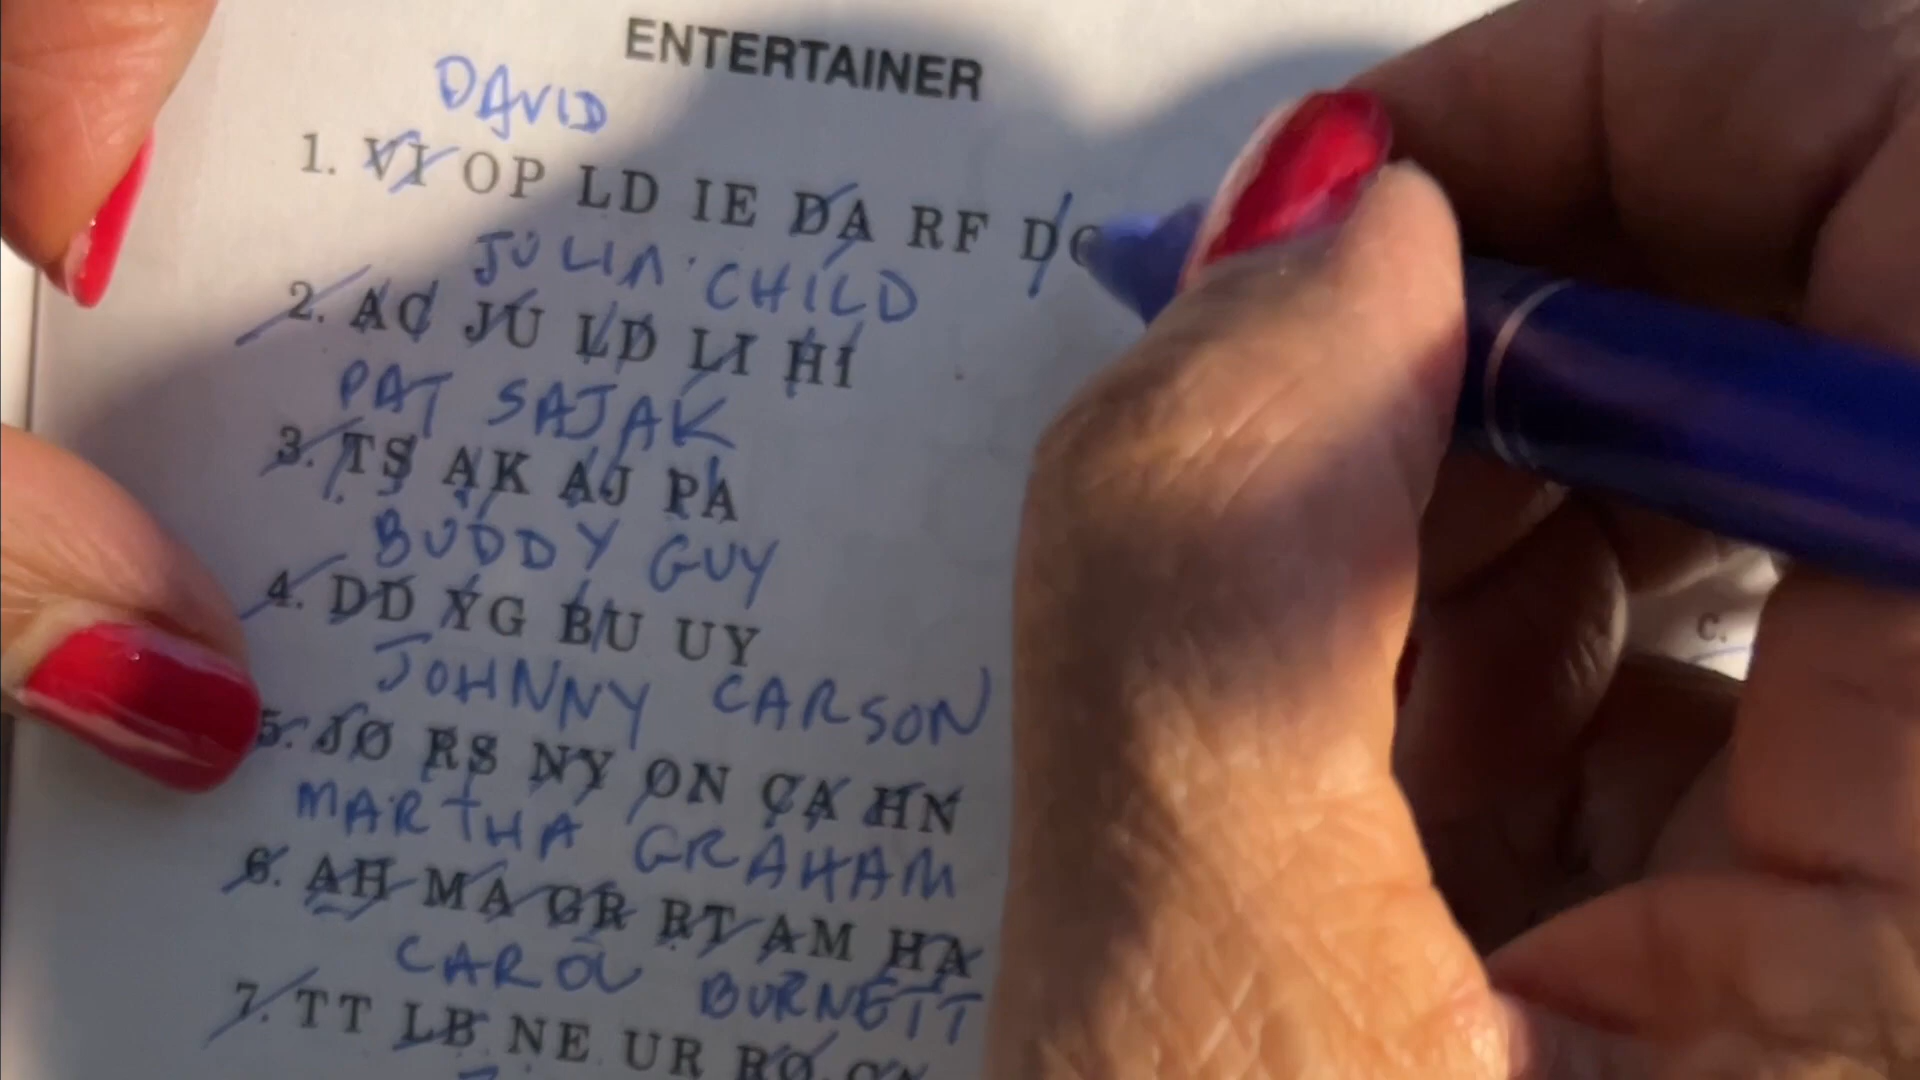 ENTERTAINER
DAVID
1. VI OP LD IE DA RF DC
JULIA CHILD
2. AC JU LD LI HI
PAT SAJAK
3. TS AK AJ PA
BUDDY GUY
4. DD YG BU UY
JOHNNY CARSON
5. JO RS NY ON CA HN
MARTHA GRAHAM
6. AH MA GR RT AM HA
CAROL BURNETT
7. TT LB NE UR RO CA
C.